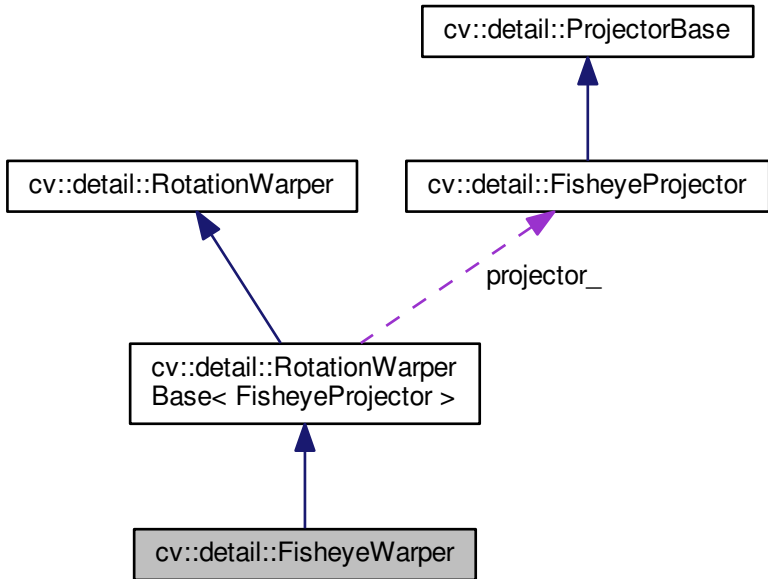 cv::detail::ProjectorBase
cv::detail::RotationWarper
cv::detail::FisheyeProjector
projector_
cv::detail::RotationWarper
Base< FisheyeProjector >
cv::detail::FisheyeWarper